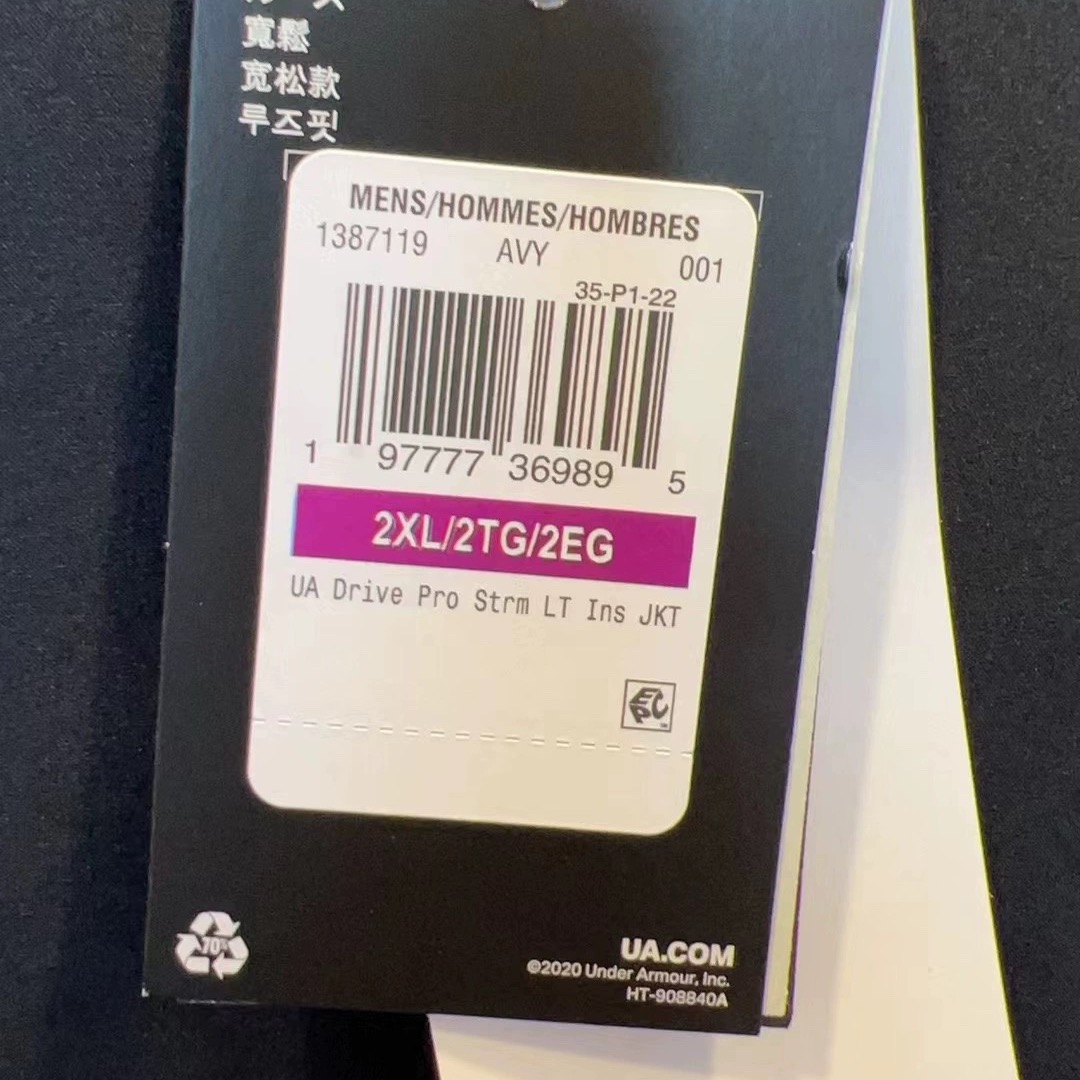 寬鬆
宽松款
루즈핏
MENS/HOMMES/HOMBRES
1387119 AVY 001
35-P1-22
1 97777 36989 5
2XL/2TG/2EG
UA Drive Pro Strm LT Ins JKT
EPC
70%
UA.COM
©2020 Under Armour, Inc.
HT-908840A